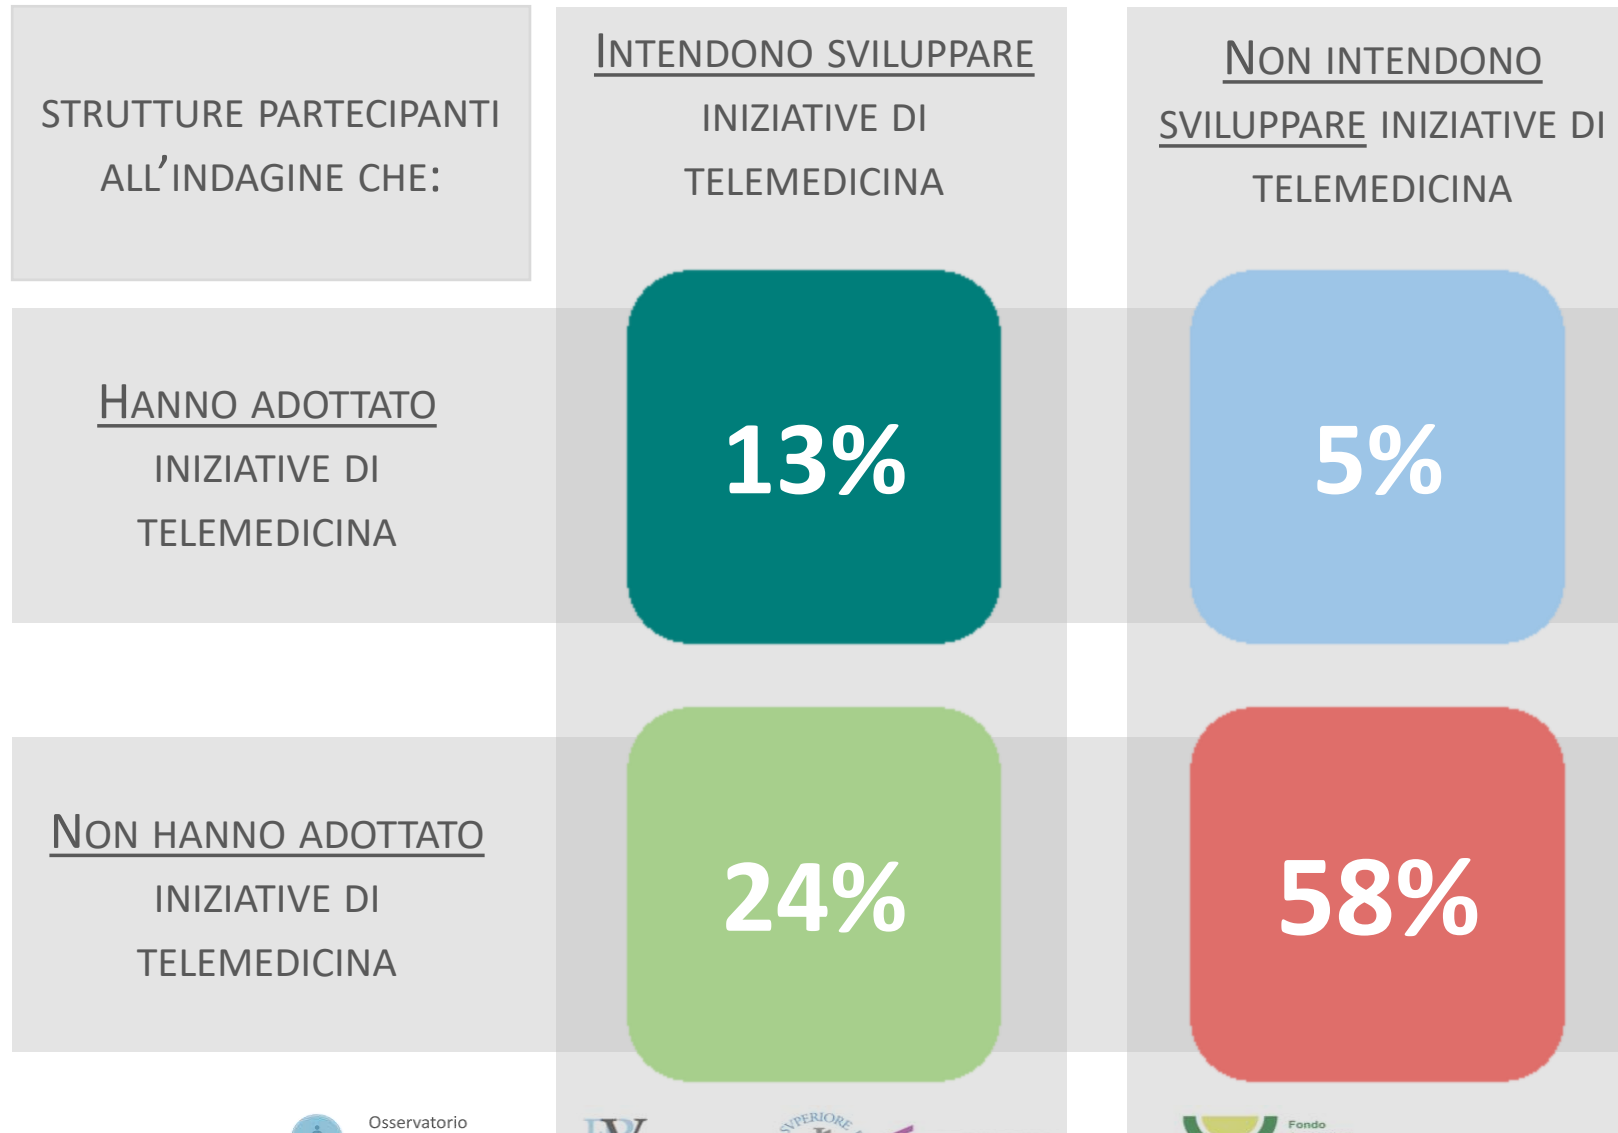 STRUTTURE PARTECIPANTI
ALL'INDAGINE CHE:
INTENDONO SVILUPPARE
INIZIATIVE DI
TELEMEDICINA
NON INTENDONO
SVILUPPARE INIZIATIVE DI
TELEMEDICINA
HANNO ADOTTATO
INIZIATIVE DI
TELEMEDICINA
13%
5%
NON HANNO ADOTTATO
INIZIATIVE DI
TELEMEDICINA
24%
58%
Osservatorio
SVPERIORE
Fondo